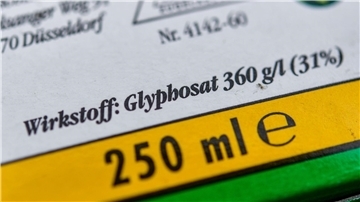 70 Düsseldorf
Nr. 4142-60
Wirkstoff: Glyphosat 360 g/l (31%)
250 ml ℮